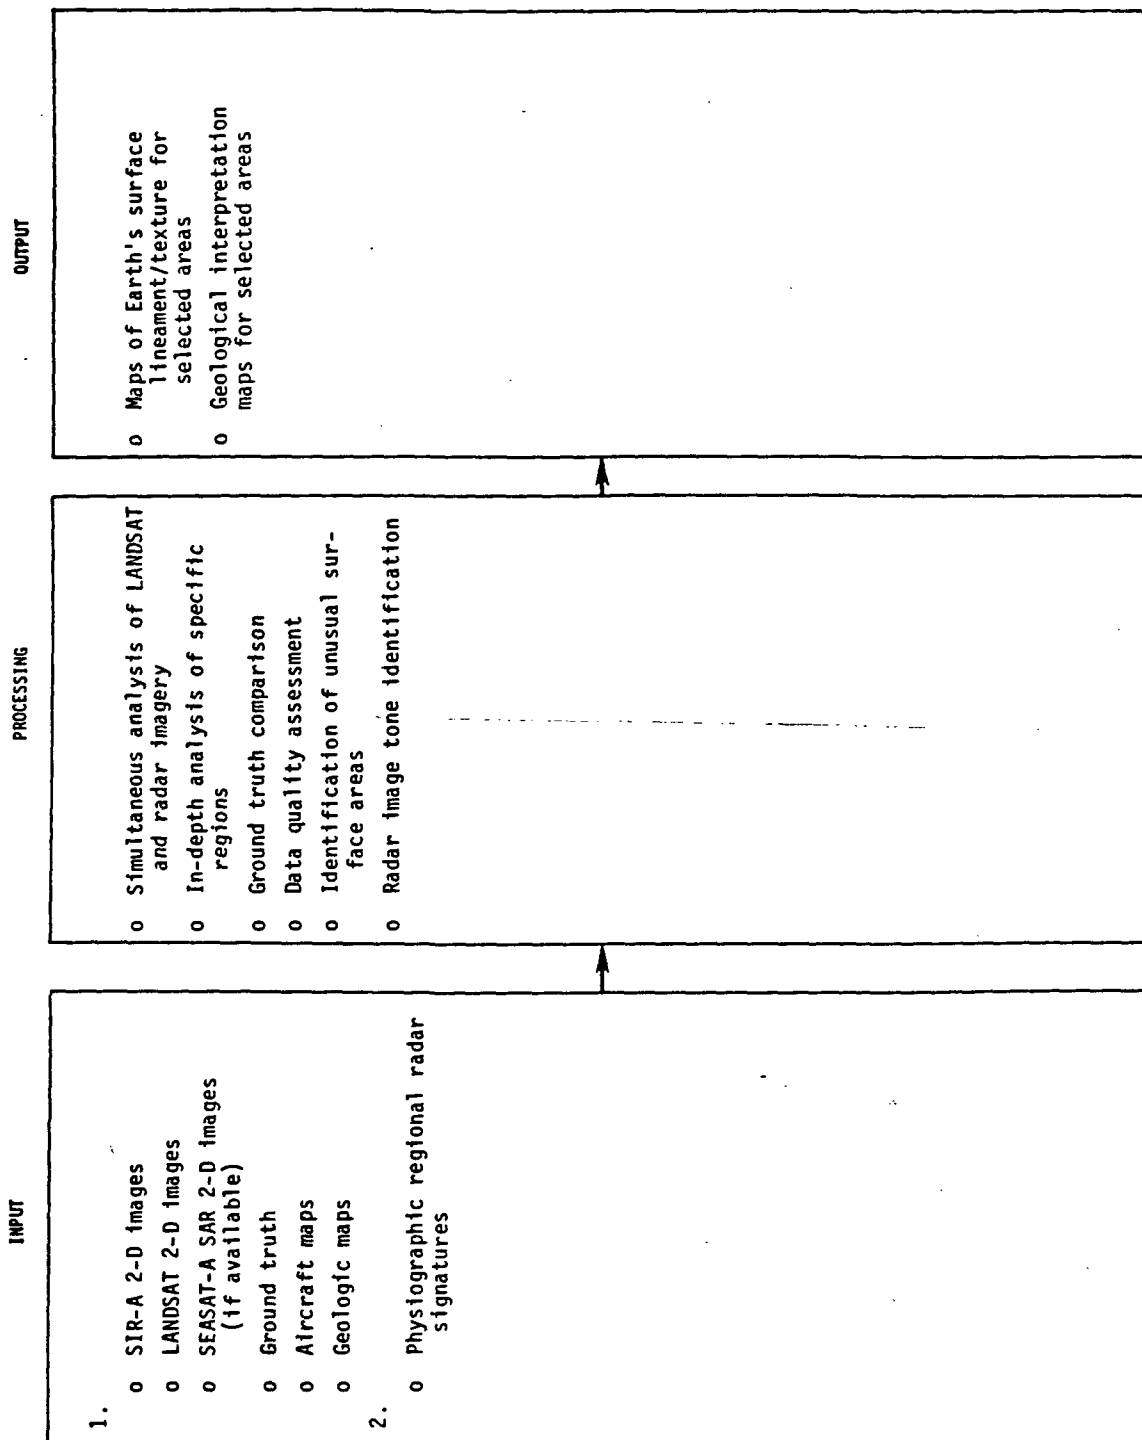 INPUT
1.
o SIR-A 2-D images
o LANDSAT 2-D images
o SEASAT-A SAR 2-D images
(if available)
o Ground truth
o Aircraft maps
o Geologic maps
2.
o Physiographic regional radar
signatures
PROCESSING
o Simultaneous analysis of LANDSAT
and radar imagery
o In-depth analysis of specific
regions
o Ground truth comparison
o Data quality assessment
o Identification of unusual sur-
face areas
o Radar image tone identification
OUTPUT
o Maps of Earth's surface
lineament/texture for
selected areas
o Geological interpretation
maps for selected areas